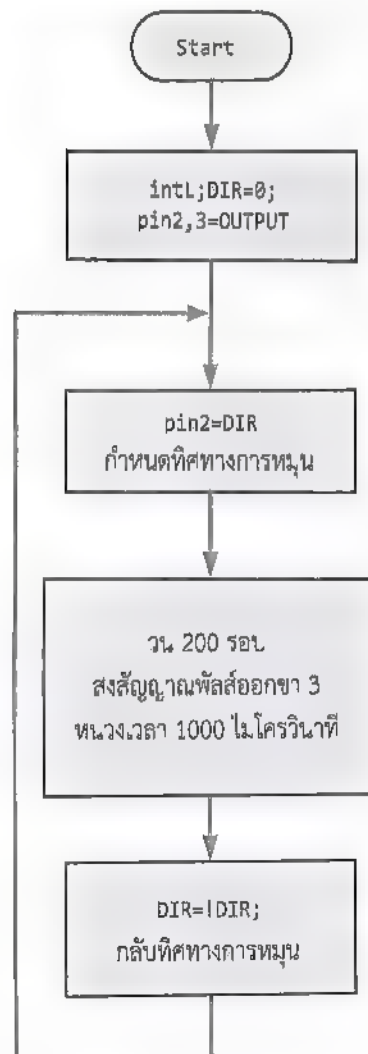 Start
intL;DIR=0;
pin2,3=OUTPUT
pin2=DIR
กำหนดทิศทางการหมุน
วน 200 รอบ
ส่งสัญญาณพัลส์ออกขา 3
หน่วงเวลา 1000 ไมโครวินาที
DIR=!DIR;
กลับทิศทางการหมุน